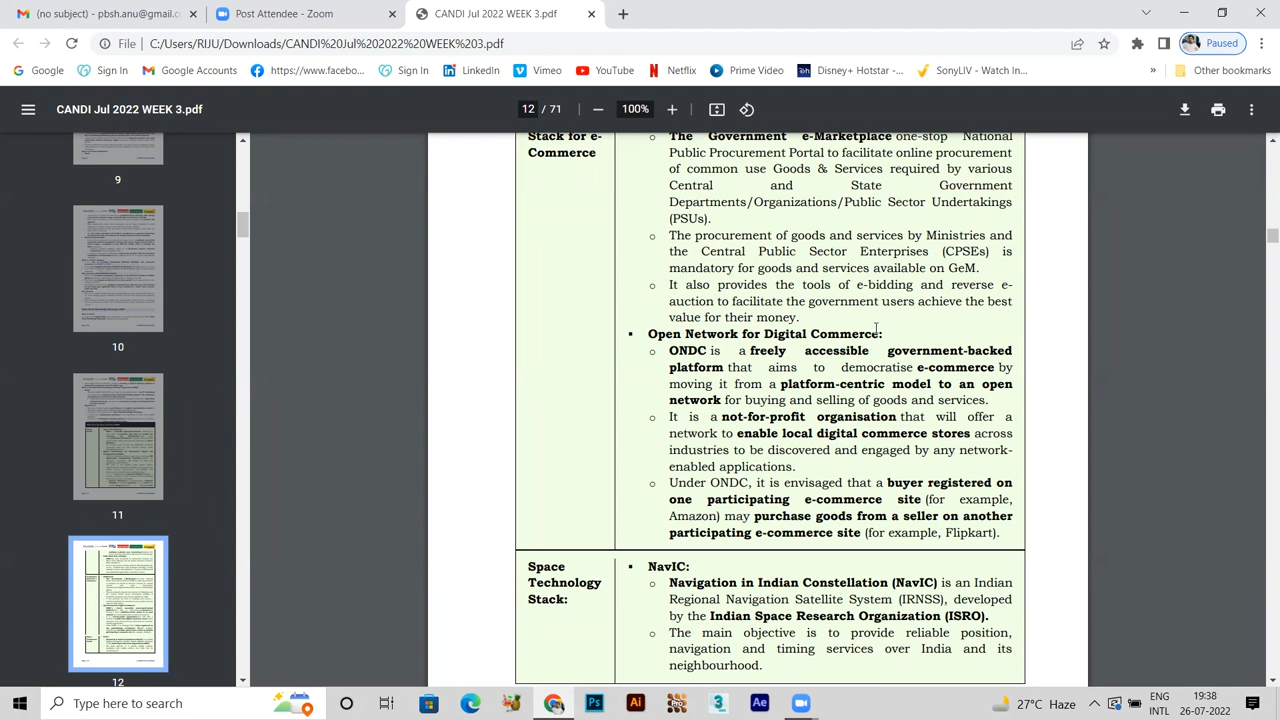 (no subject) - pbsh.anu@gmail.c
Post Attendee - Zoom
CANDI Jul 2022 WEEK 3.pdf
File
C:/Users/RIJU/Downloads/CANDI%20Jul%202022%20WEEK%203.pdf
Paused
Google
Sign In
Google Accounts
https://www.facebo...
Sign In
LinkedIn
Vimeo
YouTube
Netflix
Prime Video
Disney+ Hotstar -...
SonyLIV - Watch In...
»
Other bookmarks
CANDI Jul 2022 WEEK 3.pdf
12 / 71
100%
9
10
11
12
Stack for e-
Commerce
The Government e-Marketplace one-stop National
Public Procurement Portal to facilitate online procurement
of common use Goods & Services required by various
Central and State Government
Departments/Organizations/Public Sector Undertakings
(PSUs).
The procurement of goods and services by Ministries and
the Central Public Sector Enterprises (CPSEs) is
mandatory for goods and services available on GeM.
It also provides the tools of e-bidding and reverse e-
auction to facilitate the government users achieve the best
value for their money.
Open Network for Digital Commerce:
ONDC is a freely accessible government-backed
platform that aims to democratise e-commerce by
moving it from a platform-centric model to an open
network for buying and selling of goods and services.
It is a not-for-profit organisation that will offer a
network to enable local digital commerce stores across
industries to be discovered and engaged by any network-
enabled applications.
Under ONDC, it is envisaged that a buyer registered on
one participating e-commerce site (for example,
Amazon) may purchase goods from a seller on another
participating e-commerce site (for example, Flipkart).
Space
Technology
Stack:
NavIC:
Navigation in Indian Constellation (NavIC) is an Indian
Regional Navigation Satellite System (IRNSS), developed
by the Indian Space Research Organization (ISRO).
The main objective is to provide reliable position,
navigation and timing services over India and its
neighbourhood.
Type here to search
Ps
Ai
Pro
3
Ae
27°C Haze
ENG
INTL
19:38
26-07-2022